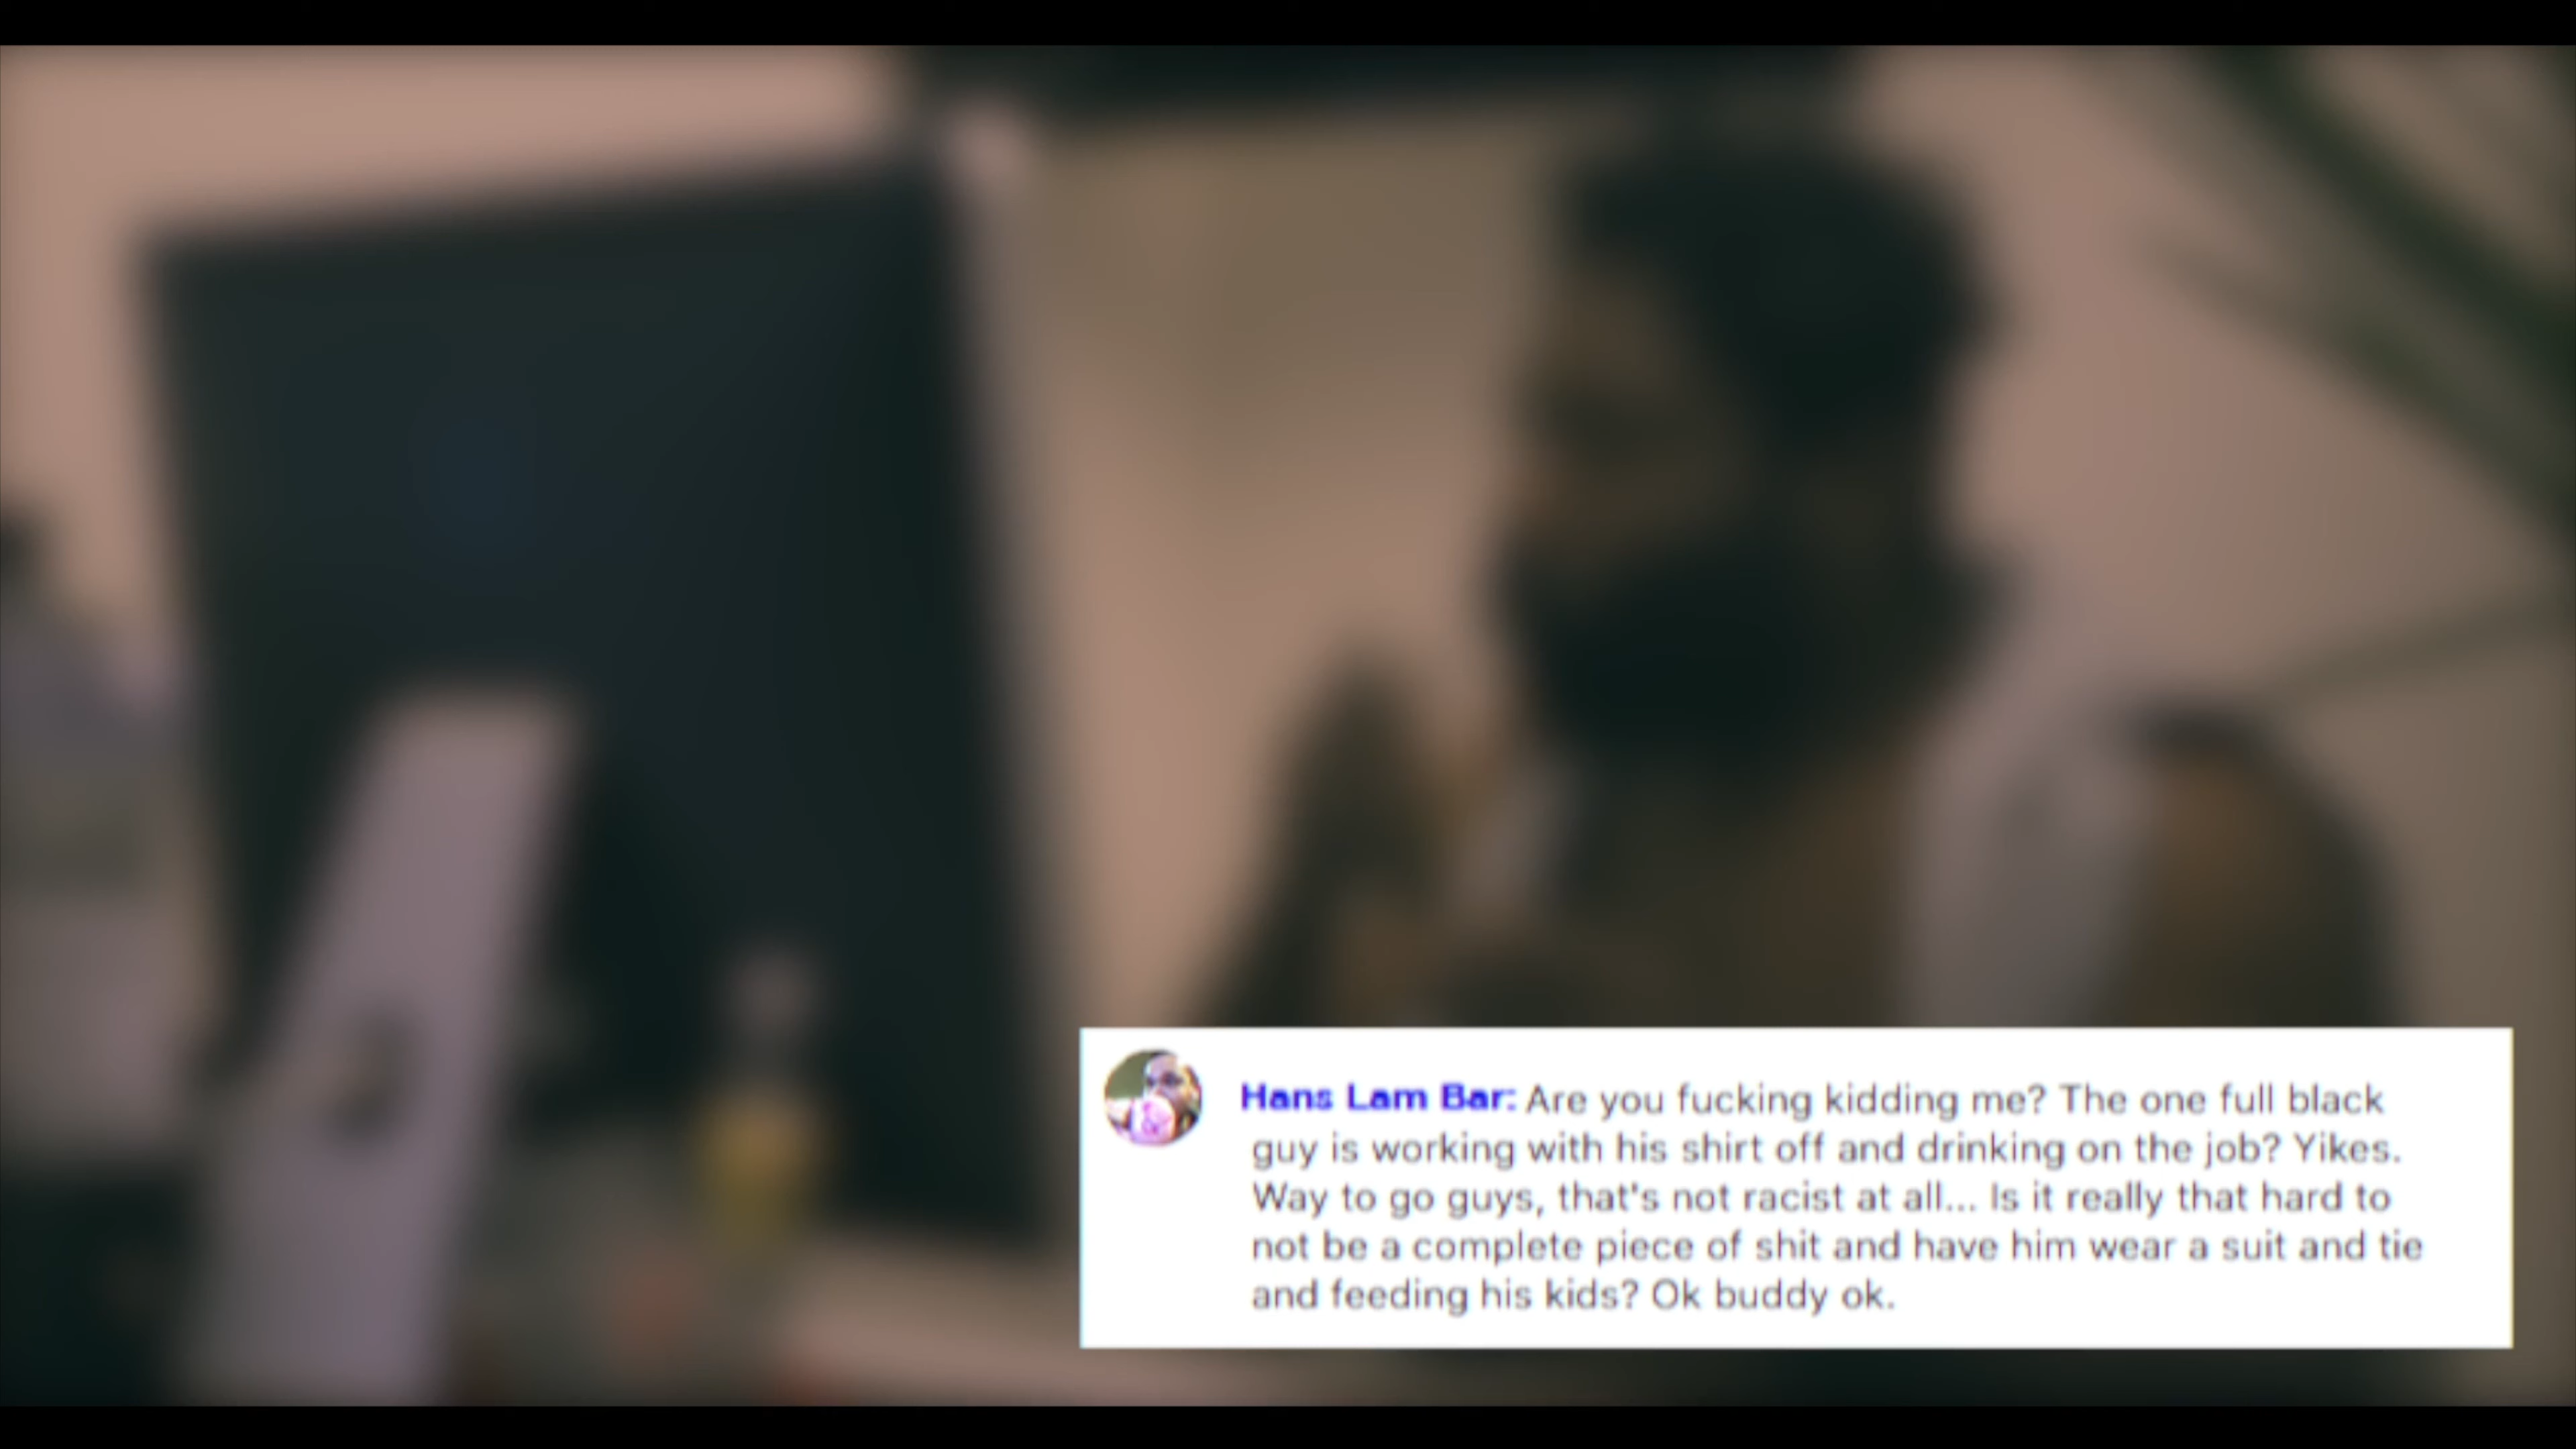 Hans Lam Bar: Are you fucking kidding me? The one full black
guy is working with his shirt off and drinking on the job? Yikes.
Way to go guys, that's not racist at all... Is it really that hard to
not be a complete piece of shit and have him wear a suit and tie
and feeding his kids? Ok buddy ok.